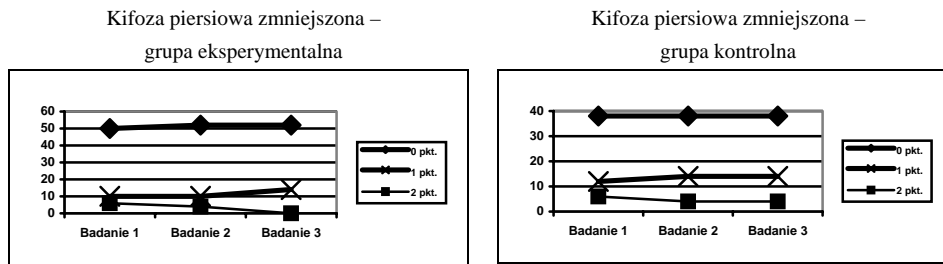 Kifoza piersiowa zmniejszona –
grupa eksperymentalna
60
50
40
30
20
10
0
Badanie 1 Badanie 2 Badanie 3
0 pkt.
1 pkt.
2 pkt.
Kifoza piersiowa zmniejszona –
grupa kontrolna
40
30
20
10
0
Badanie 1 Badanie 2 Badanie 3
0 pkt.
1 pkt.
2 pkt.